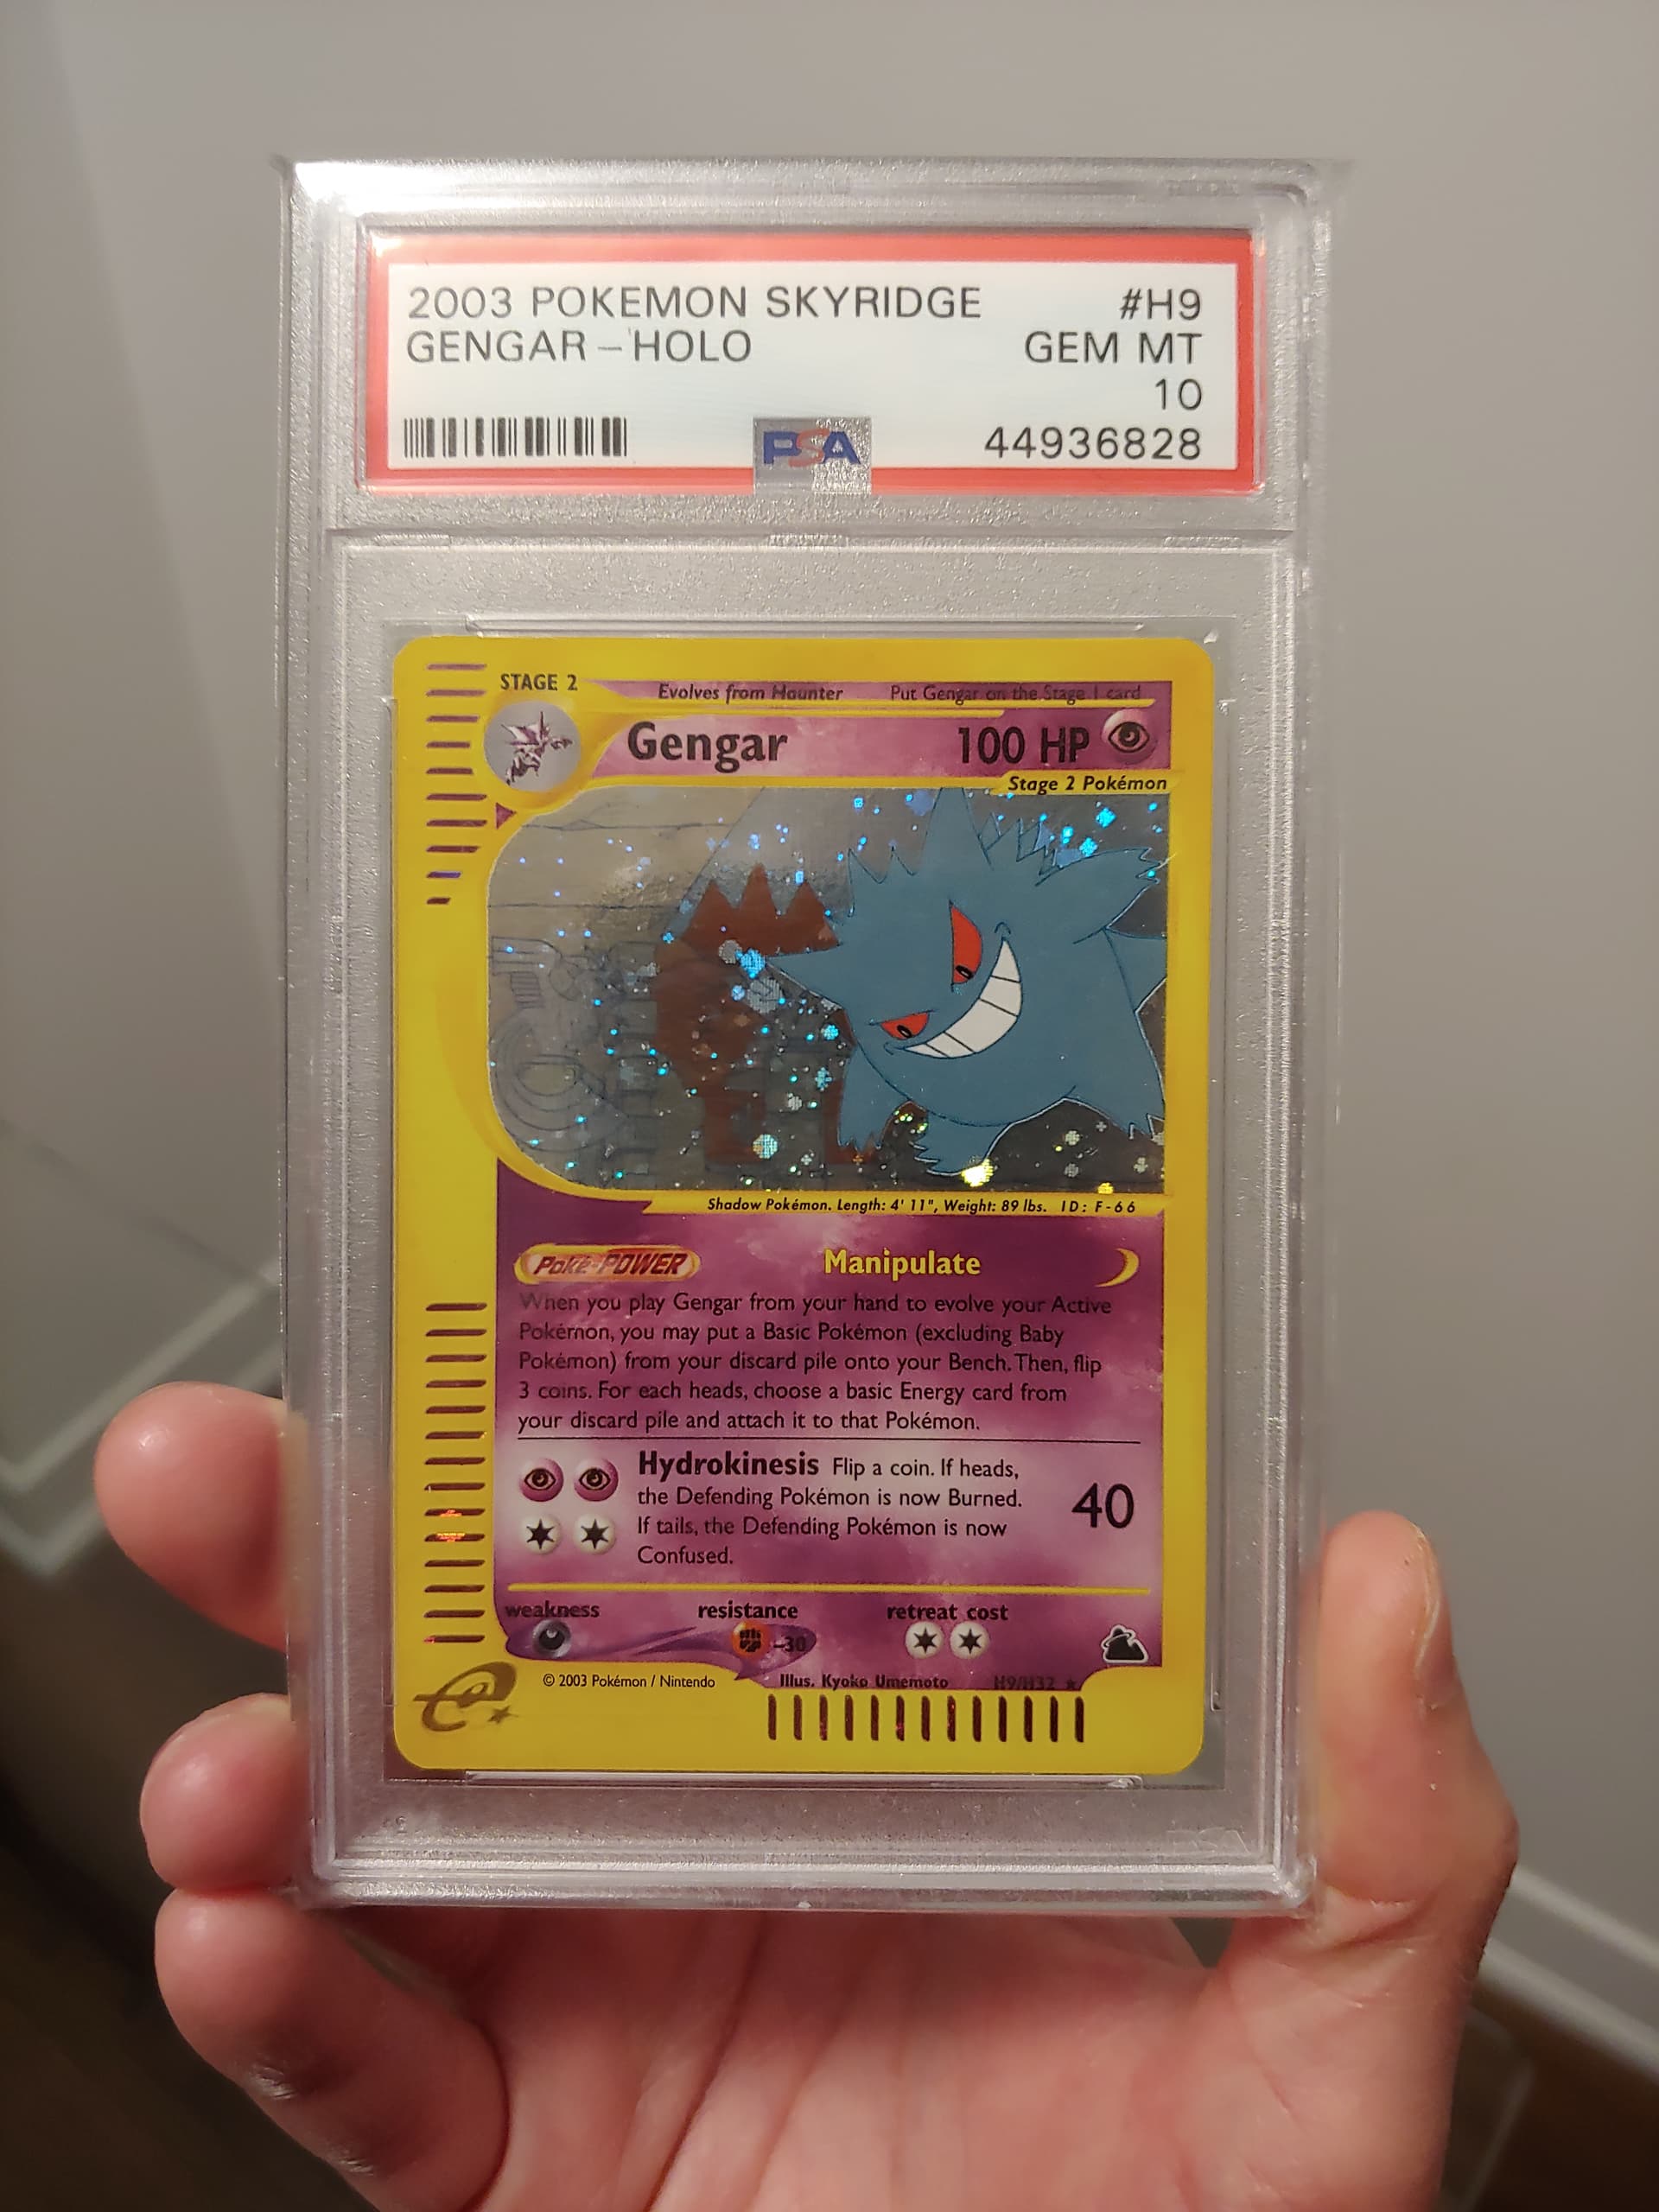 2003 POKEMON SKYRIDGE #H9
GENGAR - HOLO GEM MT
10
PSA 44936828
STAGE 2
Evolves from Haunter Put Gengar on the Stage 1 card
Gengar 100 HP
Stage 2 Pokémon
Shadow Pokémon. Length: 4' 11", Weight: 89 lbs. ID: F-66
Poké-POWER Manipulate
When you play Gengar from your hand to evolve your Active
Pokémon, you may put a Basic Pokémon (excluding Baby
Pokémon) from your discard pile onto your Bench. Then, flip
3 coins. For each heads, choose a basic Energy card from
your discard pile and attach it to that Pokémon.
Hydrokinesis Flip a coin. If heads,
the Defending Pokémon is now Burned.
If tails, the Defending Pokémon is now
Confused.
40
weakness resistance retreat cost
-30
© 2003 Pokémon / Nintendo Illus. Kyoko Umemoto H9/H32 ★
e